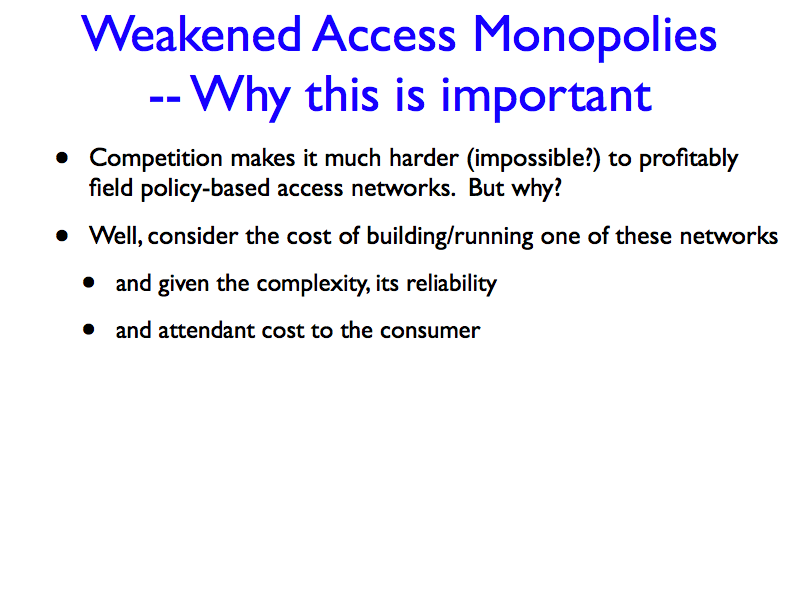 Weakened Access Monopolies
-- Why this is important
• Competition makes it much harder (impossible?) to profitably
field policy-based access networks.  But why?
• Well, consider the cost of building/running one of these networks
• and given the complexity, its reliability
• and attendant cost to the consumer